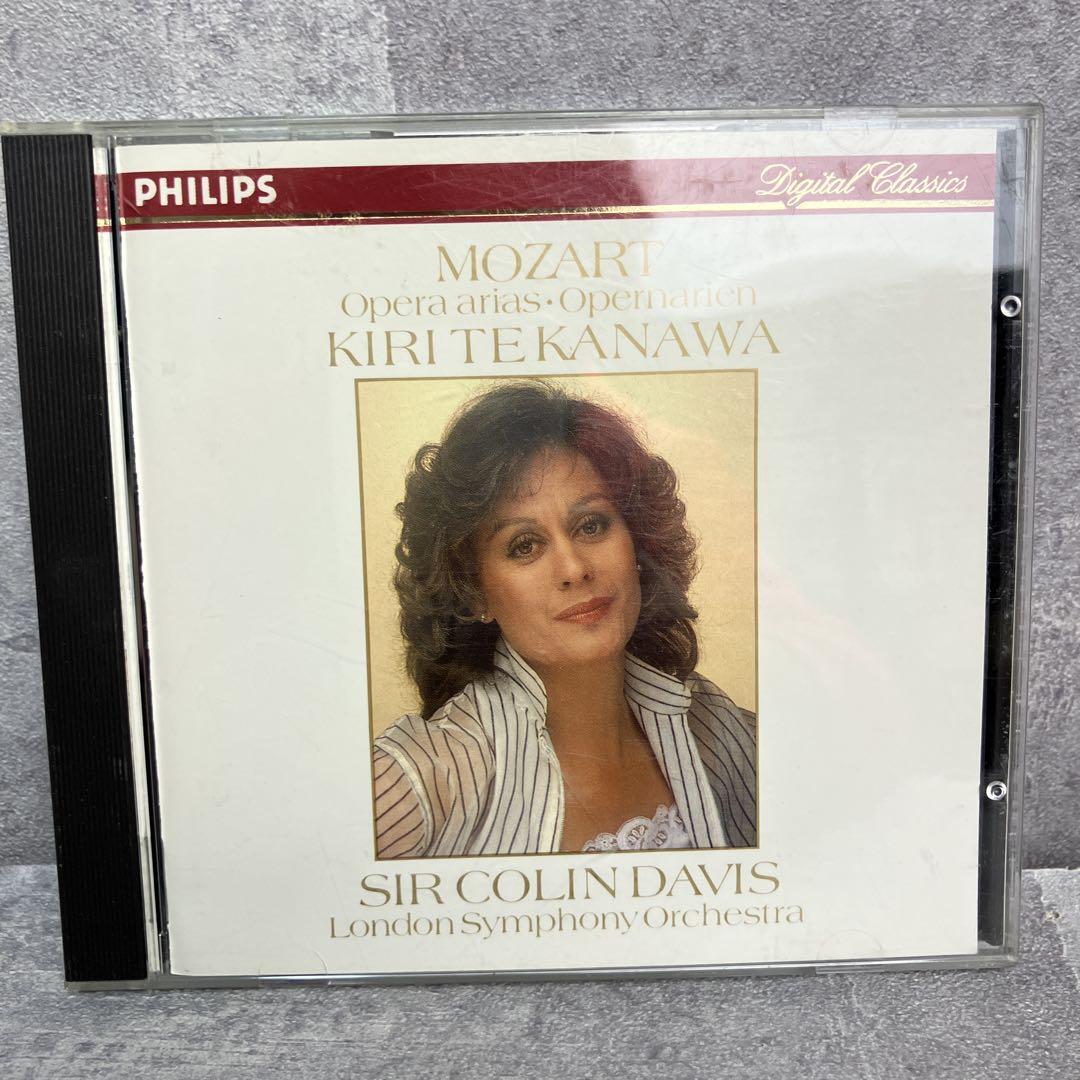 PHILIPS
Digital Classics
MOZART
Opera arias · Opernarien
KIRI TE KANAWA
SIR COLIN DAVIS
London Symphony Orchestra